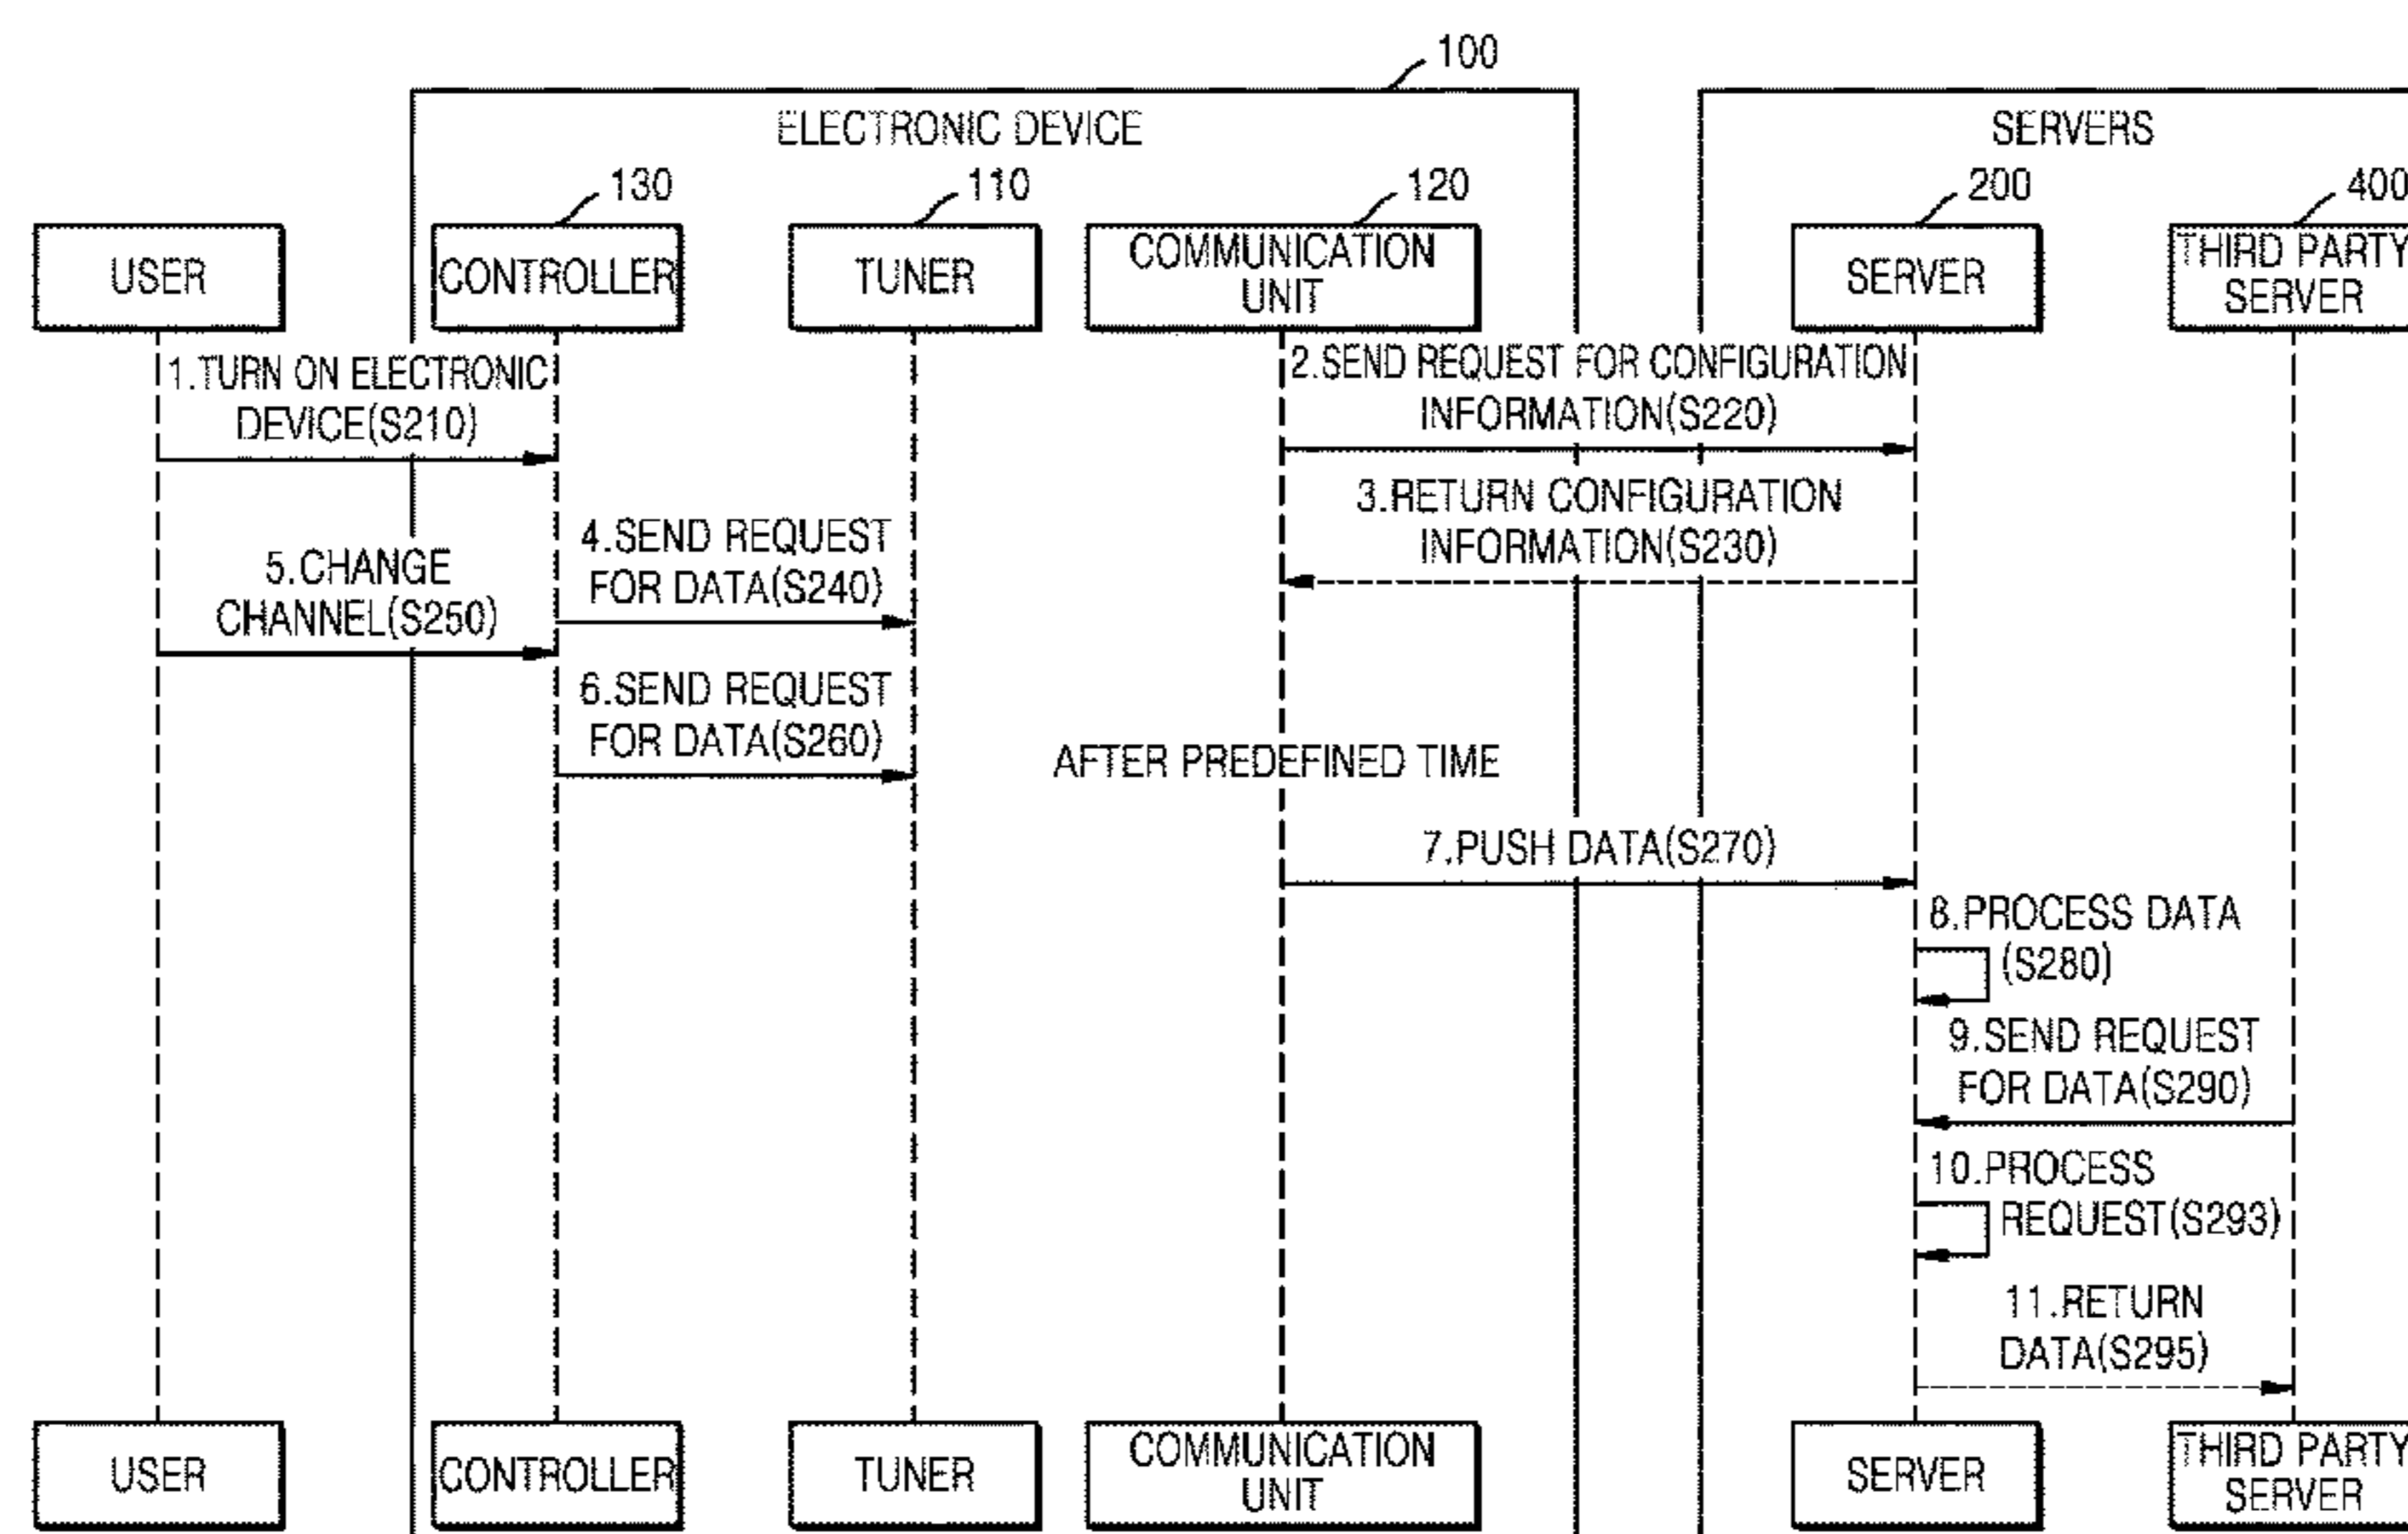 100
ELECTRONIC DEVICE
SERVERS
130
110
120
200
400
USER
CONTROLLER
TUNER
COMMUNICATION
UNIT
SERVER
THIRD PARTY
SERVER
1.TURN ON ELECTRONIC
DEVICE(S210)
2.SEND REQUEST FOR CONFIGURATION
INFORMATION(S220)
3.RETURN CONFIGURATION
INFORMATION(S230)
4.SEND REQUEST
FOR DATA(S240)
5.CHANGE
CHANNEL(S250)
6.SEND REQUEST
FOR DATA(S260)
AFTER PREDEFINED TIME
7.PUSH DATA(S270)
8.PROCESS DATA
(S280)
9.SEND REQUEST
FOR DATA(S290)
10.PROCESS
REQUEST(S293)
11.RETURN
DATA(S295)
USER
CONTROLLER
TUNER
COMMUNICATION
UNIT
SERVER
THIRD PARTY
SERVER